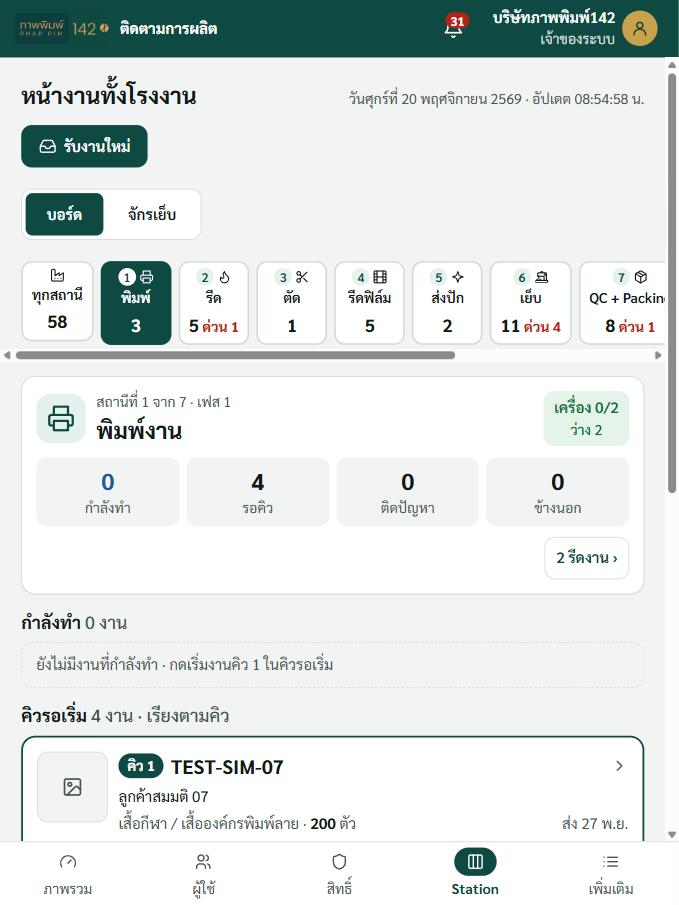 ภาพพิมพ์ 142
PHAP PIM
ติดตามการผลิต
31
บริษัทภาพพิมพ์142
เจ้าของระบบ
หน้างานทั้งโรงงาน
วันศุกร์ที่ 20 พฤศจิกายน 2569 · อัปเดต 08:54:58 น.
รับงานใหม่
บอร์ด จักรเย็บ
ทุกสถานี
58
1
พิมพ์
3
2
รีด
5 ด่วน 1
3
ตัด
1
4
รีดฟิล์ม
5
5
ส่งปัก
2
6
เย็บ
11 ด่วน 4
7
QC + Packin
8 ด่วน 1
สถานีที่ 1 จาก 7 · เฟส 1
พิมพ์งาน
เครื่อง 0/2
ว่าง 2
0
กำลังทำ
4
รอคิว
0
ติดปัญหา
0
ข้างนอก
2 รีดงาน ›
กำลังทำ 0 งาน
ยังไม่มีงานที่กำลังทำ · กดเริ่มงานคิว 1 ในคิวรอเริ่ม
คิวรอเริ่ม 4 งาน · เรียงตามคิว
คิว 1 TEST-SIM-07
ลูกค้าสมมติ 07
เสื้อกีฬา / เสื้อองค์กรพิมพ์ลาย · 200 ตัว
ส่ง 27 พ.ย.
ภาพรวม
ผู้ใช้
สิทธิ์
Station
เพิ่มเติม